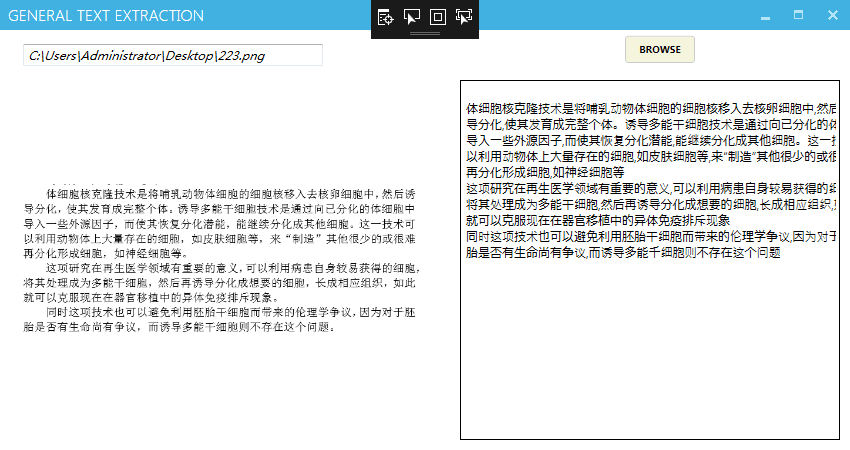 GENERAL TEXT EXTRACTION
C:\Users\Administrator\Desktop\223.png
BROWSE
体细胞核克隆技术是将哺乳动物体细胞的细胞核移入去核卵细胞中，然后诱
导分化，使其发育成完整个体。诱导多能干细胞技术是通过向已分化的体细胞中
导入一些外源因子，而使其恢复分化潜能，能继续分化成其他细胞。这一技术可
以利用动物体上大量存在的细胞，如皮肤细胞等，来“制造”其他很少的或很难
再分化形成细胞，如神经细胞等。
这项研究在再生医学领域有重要的意义，可以利用病患自身较易获得的细胞，
将其处理成为多能干细胞，然后再诱导分化成想要的细胞，长成相应组织，如此
就可以克服现在在器官移植中的异体免疫排斥现象。
同时这项技术也可以避免利用胚胎干细胞而带来的伦理学争议，因为对于胚
胎是否有生命尚有争议，而诱导多能干细胞则不存在这个问题。
体细胞核克隆技术是将哺乳动物体细胞的细胞核移入去核卵细胞中,然后
导分化,使其发育成完整个体。诱导多能干细胞技术是通过向已分化的体
导入一些外源因子,而使其恢复分化潜能,能继续分化成其他细胞。这一技
以利用动物体上大量存在的细胞,如皮肤细胞等,来“制造”其他很少的或很
再分化形成细胞,如神经细胞等
这项研究在再生医学领域有重要的意义,可以利用病患自身较易获得的细
将其处理成为多能干细胞,然后再诱导分化成想要的细胞,长成相应组织,
就可以克服现在在器官移植中的异体免疫排斥现象
同时这项技术也可以避免利用胚胎干细胞而带来的伦理学争议,因为对于
胎是否有生命尚有争议,而诱导多能千细胞则不存在这个问题